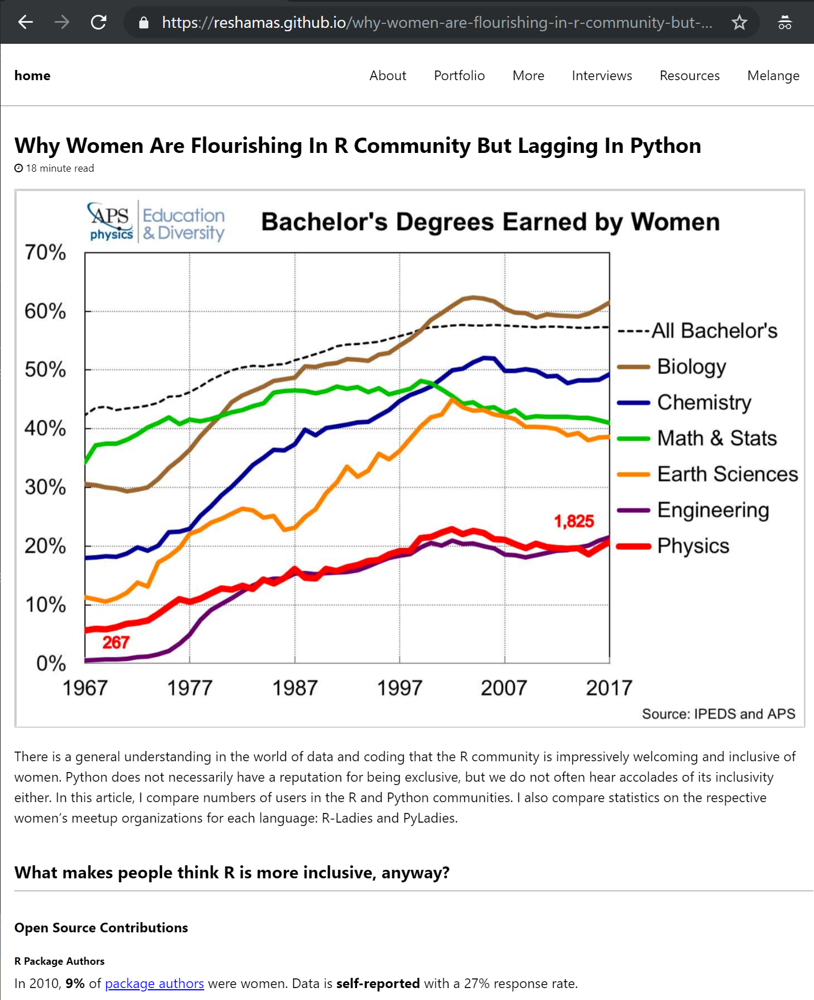 https://reshamas.github.io/why-women-are-flourishing-in-r-community-but-...
home About Portfolio More Interviews Resources Melange
Why Women Are Flourishing In R Community But Lagging In Python
18 minute read
APS physics Education & Diversity
Bachelor's Degrees Earned by Women
70%
60%
50%
40%
30%
20%
10%
0%
1967 1977 1987 1997 2007 2017
267
1,825
All Bachelor's
Biology
Chemistry
Math & Stats
Earth Sciences
Engineering
Physics
Source: IPEDS and APS
There is a general understanding in the world of data and coding that the R community is impressively welcoming and inclusive of
women. Python does not necessarily have a reputation for being exclusive, but we do not often hear accolades of its inclusivity
either. In this article, I compare numbers of users in the R and Python communities. I also compare statistics on the respective
women’s meetup organizations for each language: R-Ladies and PyLadies.
What makes people think R is more inclusive, anyway?
Open Source Contributions
R Package Authors
In 2010, 9% of package authors were women. Data is self-reported with a 27% response rate.